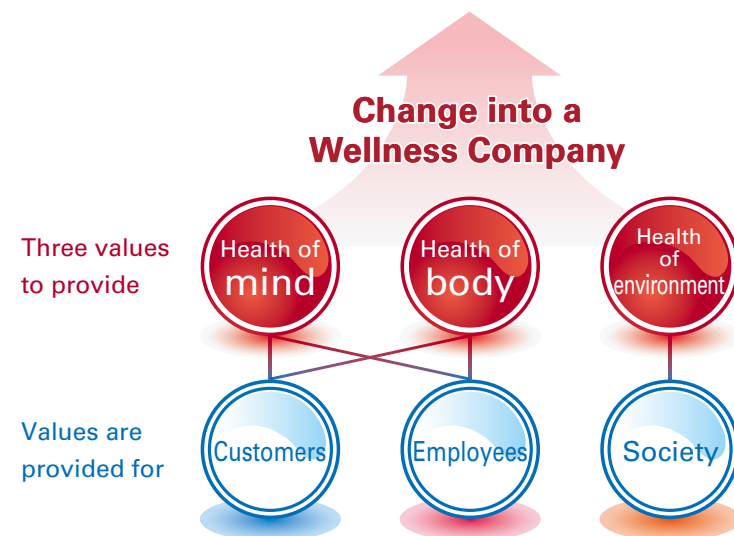 Change into a
Wellness Company
Three values
to provide
Health of
mind
Health of
body
Health
of
environment
Values are
provided for
Customers
Employees
Society